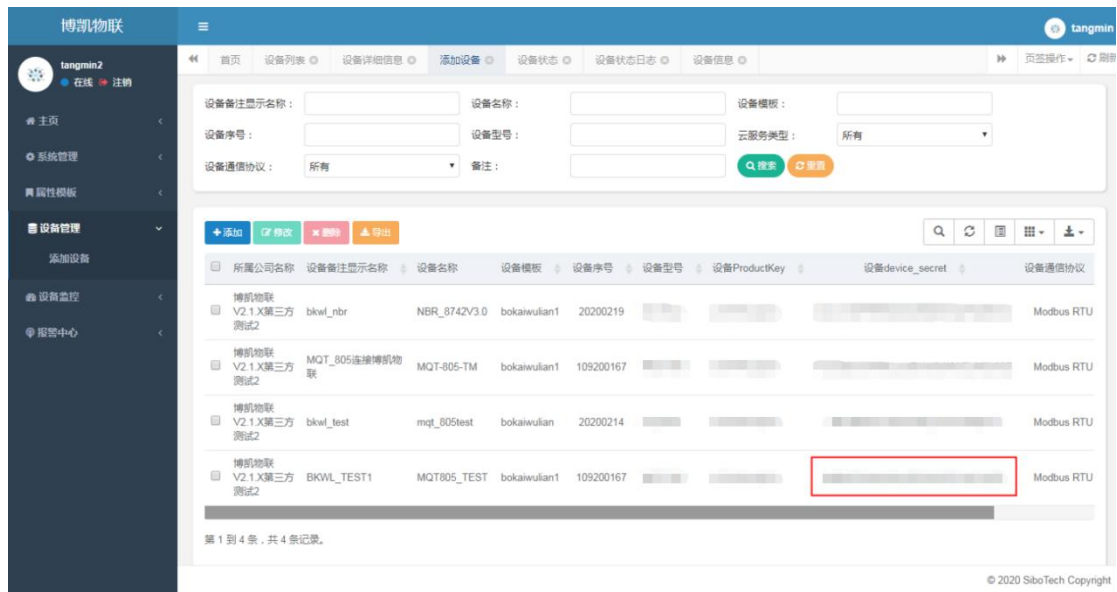 博凯物联
tangmin
tangmin2
在线 注销
主页
系统管理
属性模板
设备管理
添加设备
设备监控
报警中心
首页 设备列表 设备详细信息 添加设备 设备状态 设备状态日志 设备信息 页签操作 刷新
设备备注显示名称： 设备名称： 设备模板：
设备序号： 设备型号： 云服务类型： 所有
设备通信协议： 所有 备注： 搜索 重置
添加 修改 删除 导出
所属公司名称 设备备注显示名称 设备名称 设备模板 设备序号 设备型号 设备ProductKey 设备device_secret 设备通信协议
博凯物联
V2.1.X第三方 bkwl_nbr NBR_8742V3.0 bokaiwulian1 20200219 Modbus RTU
测试2
博凯物联
V2.1.X第三方 MQT_805连接博凯物联 MQT-805-TM bokaiwulian1 109200167 Modbus RTU
测试2
博凯物联
V2.1.X第三方 bkwl_test mqt_805test bokaiwulian 20200214 Modbus RTU
测试2
博凯物联
V2.1.X第三方 BKWL_TEST1 MQT805_TEST bokaiwulian1 109200167 Modbus RTU
测试2
第 1 到 4 条，共 4 条记录。
© 2020 SiboTech Copyright